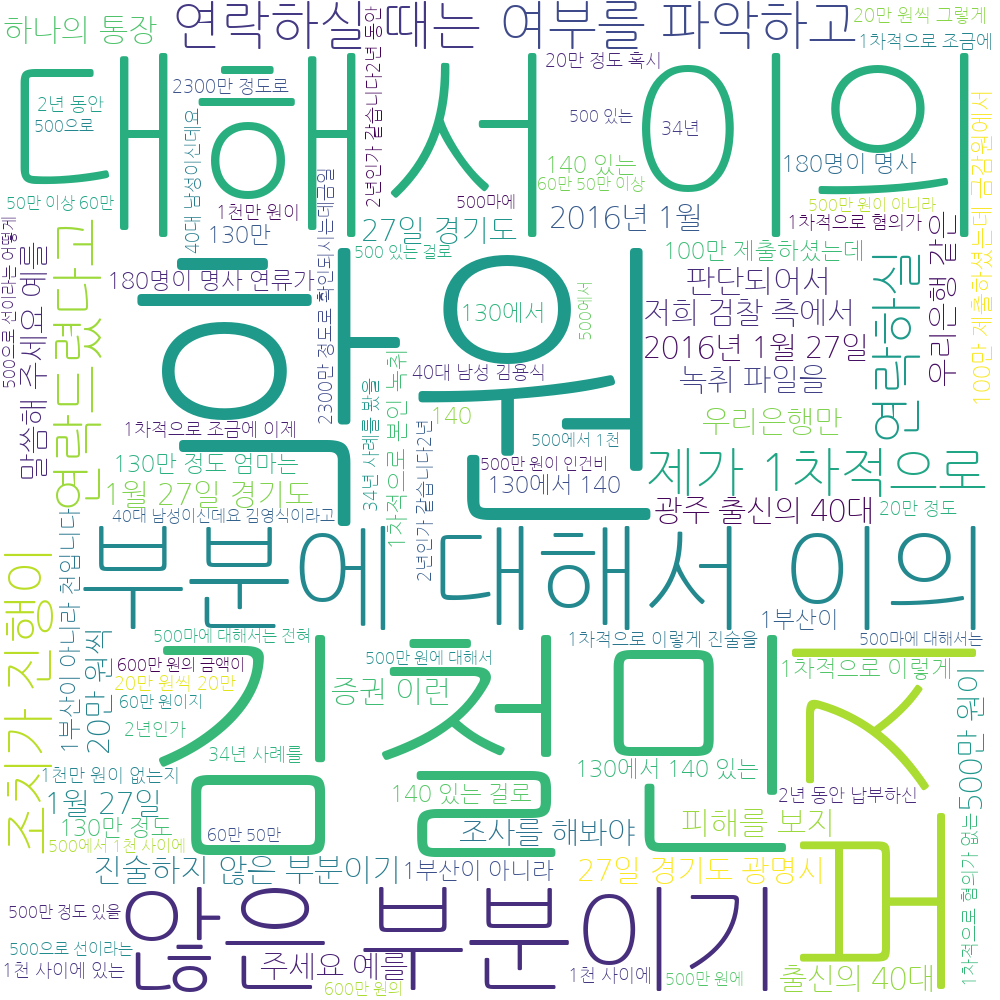 하나의 통장
연락하실 때는 여부를 파악하고
20만 원씩 그렇게
1차적으로 조금에
대해서 이의
2300만 정도로
20만 정도 혹시
2년 동안
500으로
500 있는
34년
40대 남성이신데요
2년인가 같습니다2년 동안
140 있는
180명이 명사
60만 50만 이상
50만 이상 60만
1천만 원이
500마에
500만 원이 아니라
130만
27일 경기도
2016년 1월
1차적으로 혐의가
500 있는 걸로
100만 제출하셨는데
100만 제출하셨는데 금감원에서
500으로 선이라는 어떻게
말씀해 주세요 예를
연락드렸다고
180명이 명사 연류가
2300만 정도로 확인되시는데금일
학원
130에서
500에서
판단되어서
저희 검찰 측에서
2016년 1월 27일
연락하실
우리은행 같은
40대 남성 김용식
녹취 파일을
34년 사례를 봤을
1차적으로 본인 녹취
140
우리은행만
1차적으로 조금에 이제
500에서 1천
2년인가 같습니다2년
130만 정도 엄마는
500만 원이 인건비
제가 1차적으로
1월 27일 경기도
130에서 140
광주 출신의 40대
20만 정도
40대 남성이신데요 김영식이라고
부분에 대해서 이의
조치가 진행이
1부산이 아니라 천입니다
20만 원씩
1부산이
500마에 대해서는 전혀
1차적으로 이렇게 진술을
500마에 대해서는
600만 원의 금액이
500만 원에 대해서
1차적으로 이렇게
20만 원씩 20만
60만 원이지
증권 이런
김철민
보지
2년인가
34년 사례를
500만 원이
1차적으로 혐의가 없는
1천만 원이 없는지
130에서 140 있는
1월 27일
140 있는 걸로
2년 동안 납부하신
130만 정도
60만 50만
조사를 해봐야
피해를 보지
500에서 1천 사이에
진술하지 않은 부분이기
1부산이 아니라
27일 경기도 광명시
않은 부분이기
500만 정도 있을
500으로 선이라는
1천 사이에 있는
주세요 예를
1천 사이에
500만 원에
출신의 40대
600만 원의